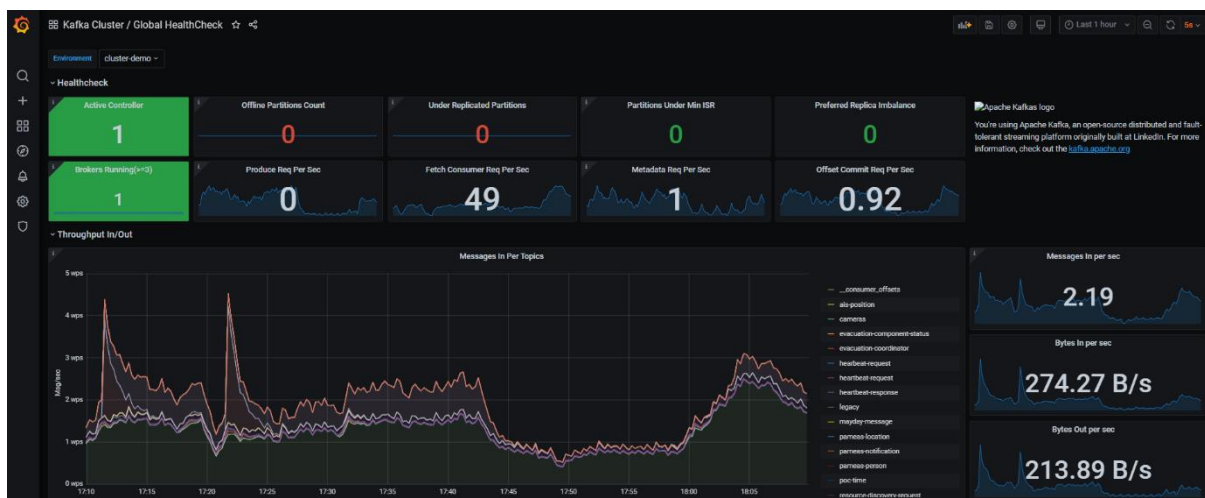 Kafka Cluster / Global HealthCheck
Last 1 hour
5s
Environment
cluster-demo
Healthcheck
Active Controller
1
Offline Partitions Count
0
Under Replicated Partitions
0
Partitions Under Min ISR
0
Preferred Replica Imbalance
0
Apache Kafkas logo
You're using Apache Kafka, an open-source distributed and fault-
tolerant streaming platform originally built at LinkedIn. For more
information, check out the kafka.apache.org
Brokers Running(>=3)
1
Produce Req Per Sec
0
Fetch Consumer Req Per Sec
49
Metadata Req Per Sec
1
Offset Commit Req Per Sec
0.92
Throughput In/Out
Messages In Per Topics
Msg/sec
5 wps
4 wps
3 wps
2 wps
1 wps
0 wps
17:10
17:15
17:20
17:25
17:30
17:35
17:40
17:45
17:50
17:55
18:00
18:05
__consumer_offsets
ais-position
cameras
evacuation-component-status
evacuation-coordinator
hearbeat-request
heartbeat-request
heartbeat-response
legacy
mayday-message
pameas-location
pameas-notification
pameas-person
poc-time
resource-discovery-request
Messages In per sec
2.19
Bytes In per sec
274.27 B/s
Bytes Out per sec
213.89 B/s